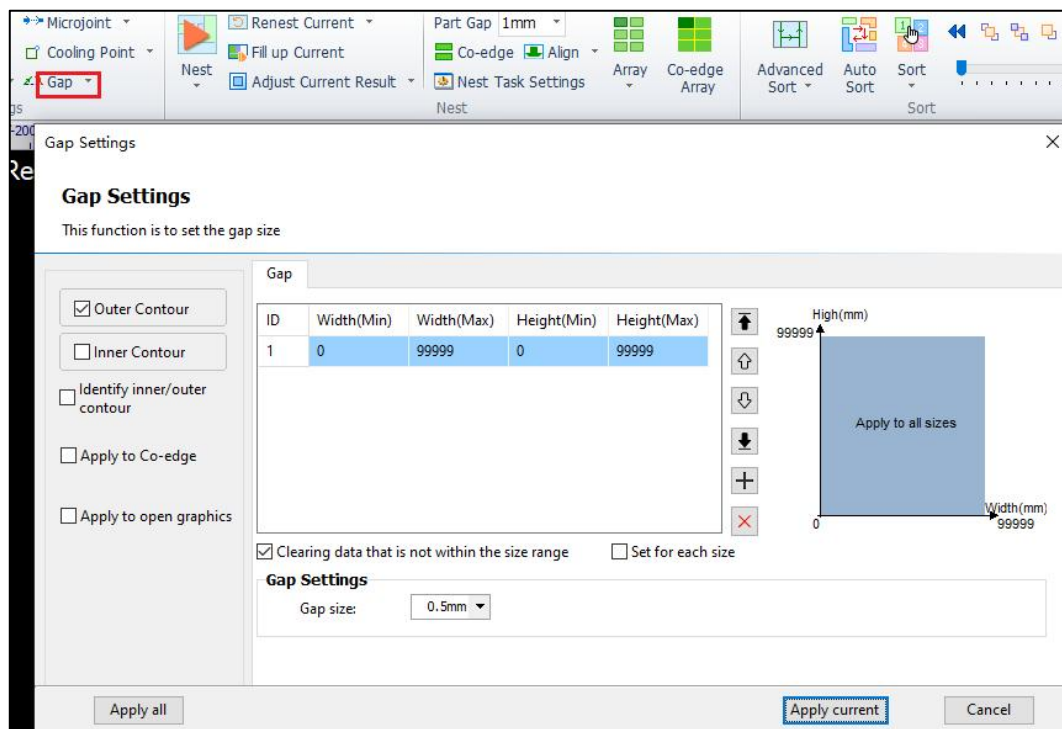 Microjoint
Cooling Point
Gap
gs
Nest
Renest Current
Fill up Current
Adjust Current Result
Part Gap 1mm
Co-edge Align
Nest Task Settings
Nest
Array
Co-edge
Array
Advanced
Sort
Auto
Sort
Sort
1
Sort
-200
Re
Gap Settings
Gap Settings
This function is to set the gap size
Outer Contour
Inner Contour
Identify inner/outer
contour
Apply to Co-edge
Apply to open graphics
Gap
ID Width(Min) Width(Max) Height(Min) Height(Max)
1 0 99999 0 99999
High(mm)
99999
Apply to all sizes
Width(mm)
0 99999
Clearing data that is not within the size range Set for each size
Gap Settings
Gap size: 0.5mm
Apply all Apply current Cancel